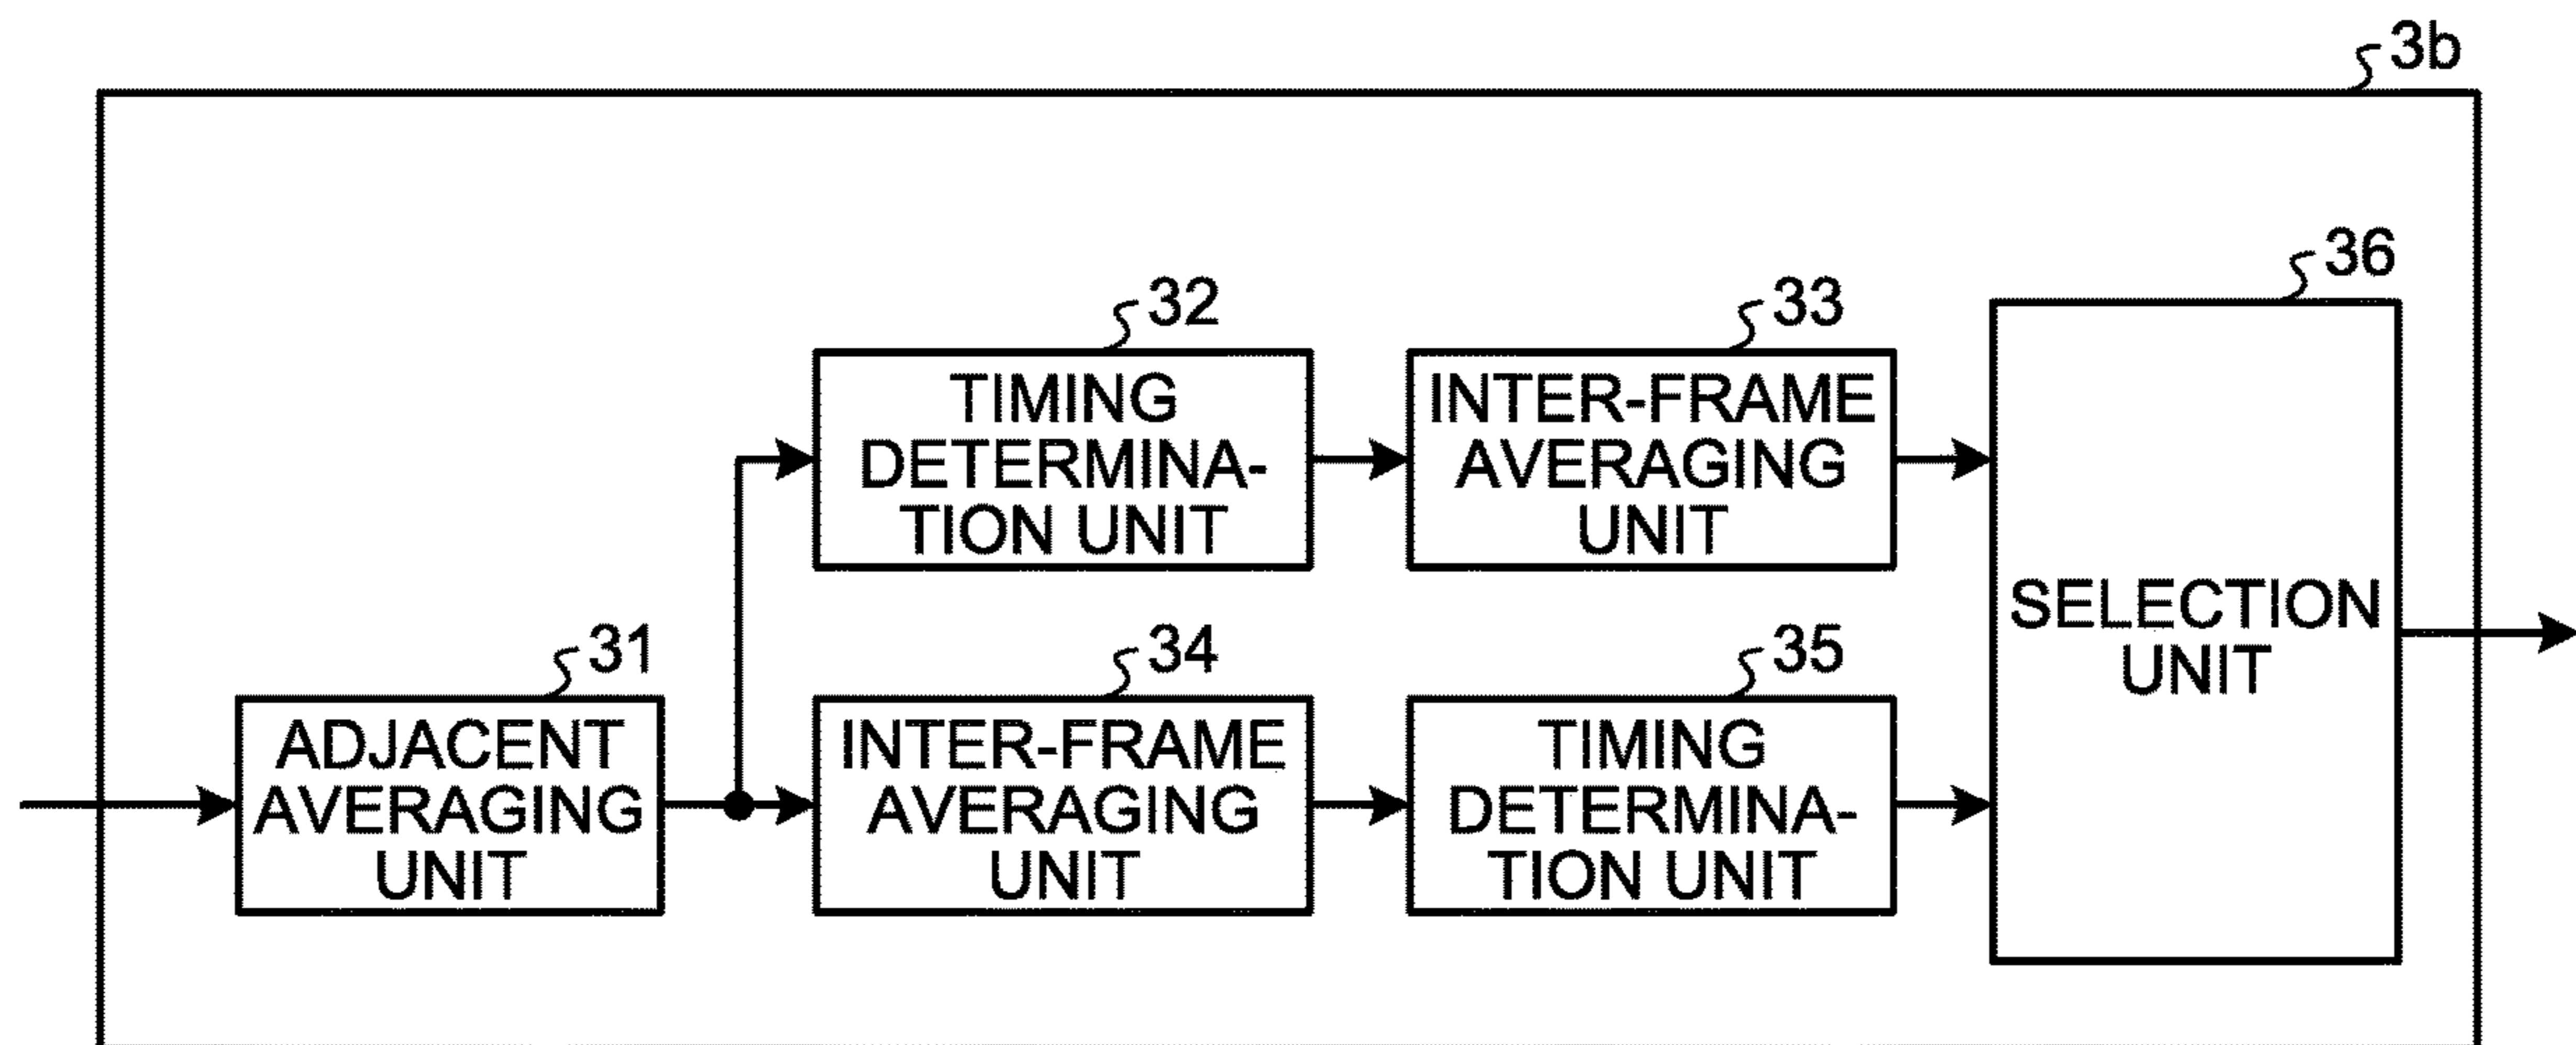 3b
36
32
33
TIMING
DETERMINA-
TION UNIT
INTER-FRAME
AVERAGING
UNIT
SELECTION
UNIT
31
34
35
ADJACENT
AVERAGING
UNIT
INTER-FRAME
AVERAGING
UNIT
TIMING
DETERMINA-
TION UNIT